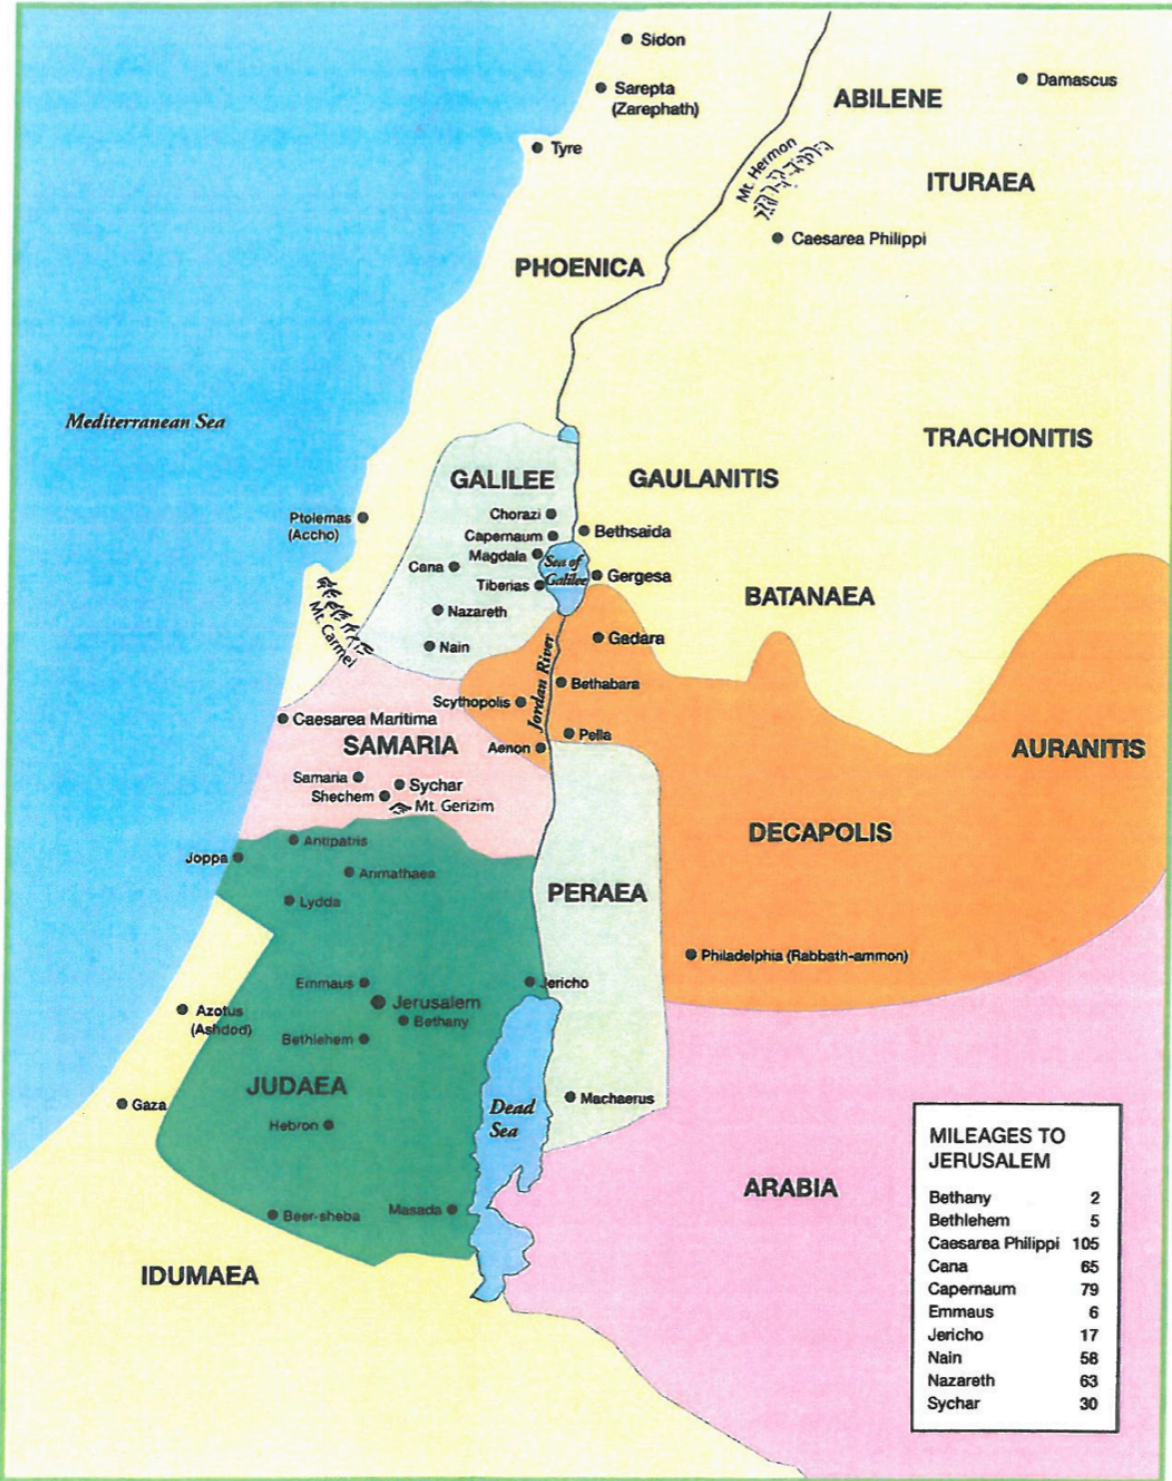 Sidon
Sarepta
(Zarephath)
Damascus
ABILENE
Tyre
Mt. Hermon
ITURAEA
Caesarea Philippi
PHOENICA
Mediterranean Sea
TRACHONITIS
GALILEE
GAULANITIS
Chorazi
Ptolemas
(Accho)
Capernaum
Bethsaida
Magdala
Cana
Sea of
Galilee
Gergesa
Tiberias
BATANAEA
Nazareth
Mt. Carmel
Nain
Gadara
Jordan River
Bethabara
Scythopolis
Caesarea Maritima
SAMARIA
Pella
Aenon
AURANITIS
Samaria
Sychar
Shechem
Mt. Gerizim
DECAPOLIS
Antipatris
Joppa
Arimathaea
PERAEA
Lydda
Philadelphia (Rabbath-ammon)
Emmaus
Jericho
Jerusalem
Azotus
(Ashdod)
Bethany
Bethlehem
JUDAEA
Gaza
Machaerus
Dead
Sea
Hebron
ARABIA
Beer-sheba
Masada
IDUMAEA
MILEAGES TO
JERUSALEM
Bethany 2
Bethlehem 5
Caesarea Philippi 105
Cana 65
Capernaum 79
Emmaus 6
Jericho 17
Nain 58
Nazareth 63
Sychar 30